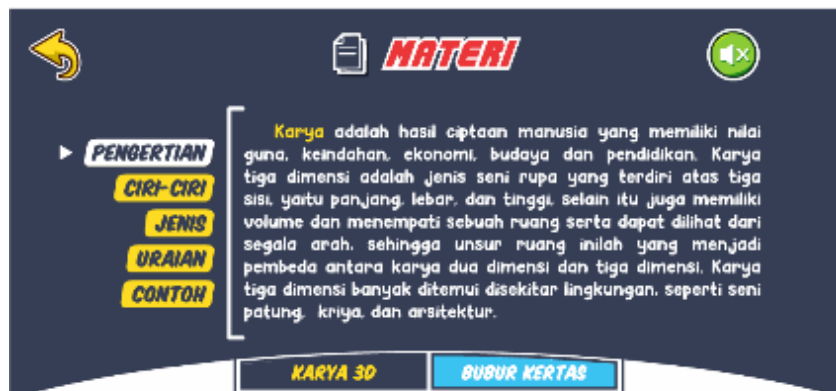 MATERI
PENGERTIAN
CIRI-CIRI
JENIS
URAIAN
CONTOH
Karya adalah hasil ciptaan manusia yang memiliki nilai
guna, keindahan, ekonomi, budaya dan pendidikan. Karya
tiga dimensi adalah jenis seni rupa yang terdiri atas tiga
sisi, yaitu panjang, lebar, dan tinggi, selain itu juga memiliki
volume dan menempati sebuah ruang serta dapat dilihat dari
segala arah, sehingga unsur ruang inilah yang menjadi
pembeda antara karya dua dimensi dan tiga dimensi. Karya
tiga dimensi banyak ditemui disekitar lingkungan, seperti seni
patung, kriya, dan arsitektur.
KARYA 3D
BUBUR KERTAS